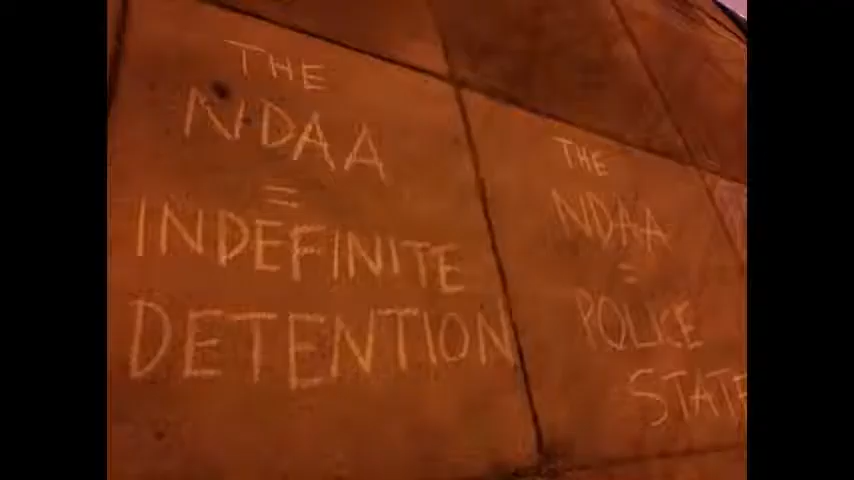 THE
NDAA
=
INDEFINITE
DETENTION
THE
NDAA
=
POLICE
STATE